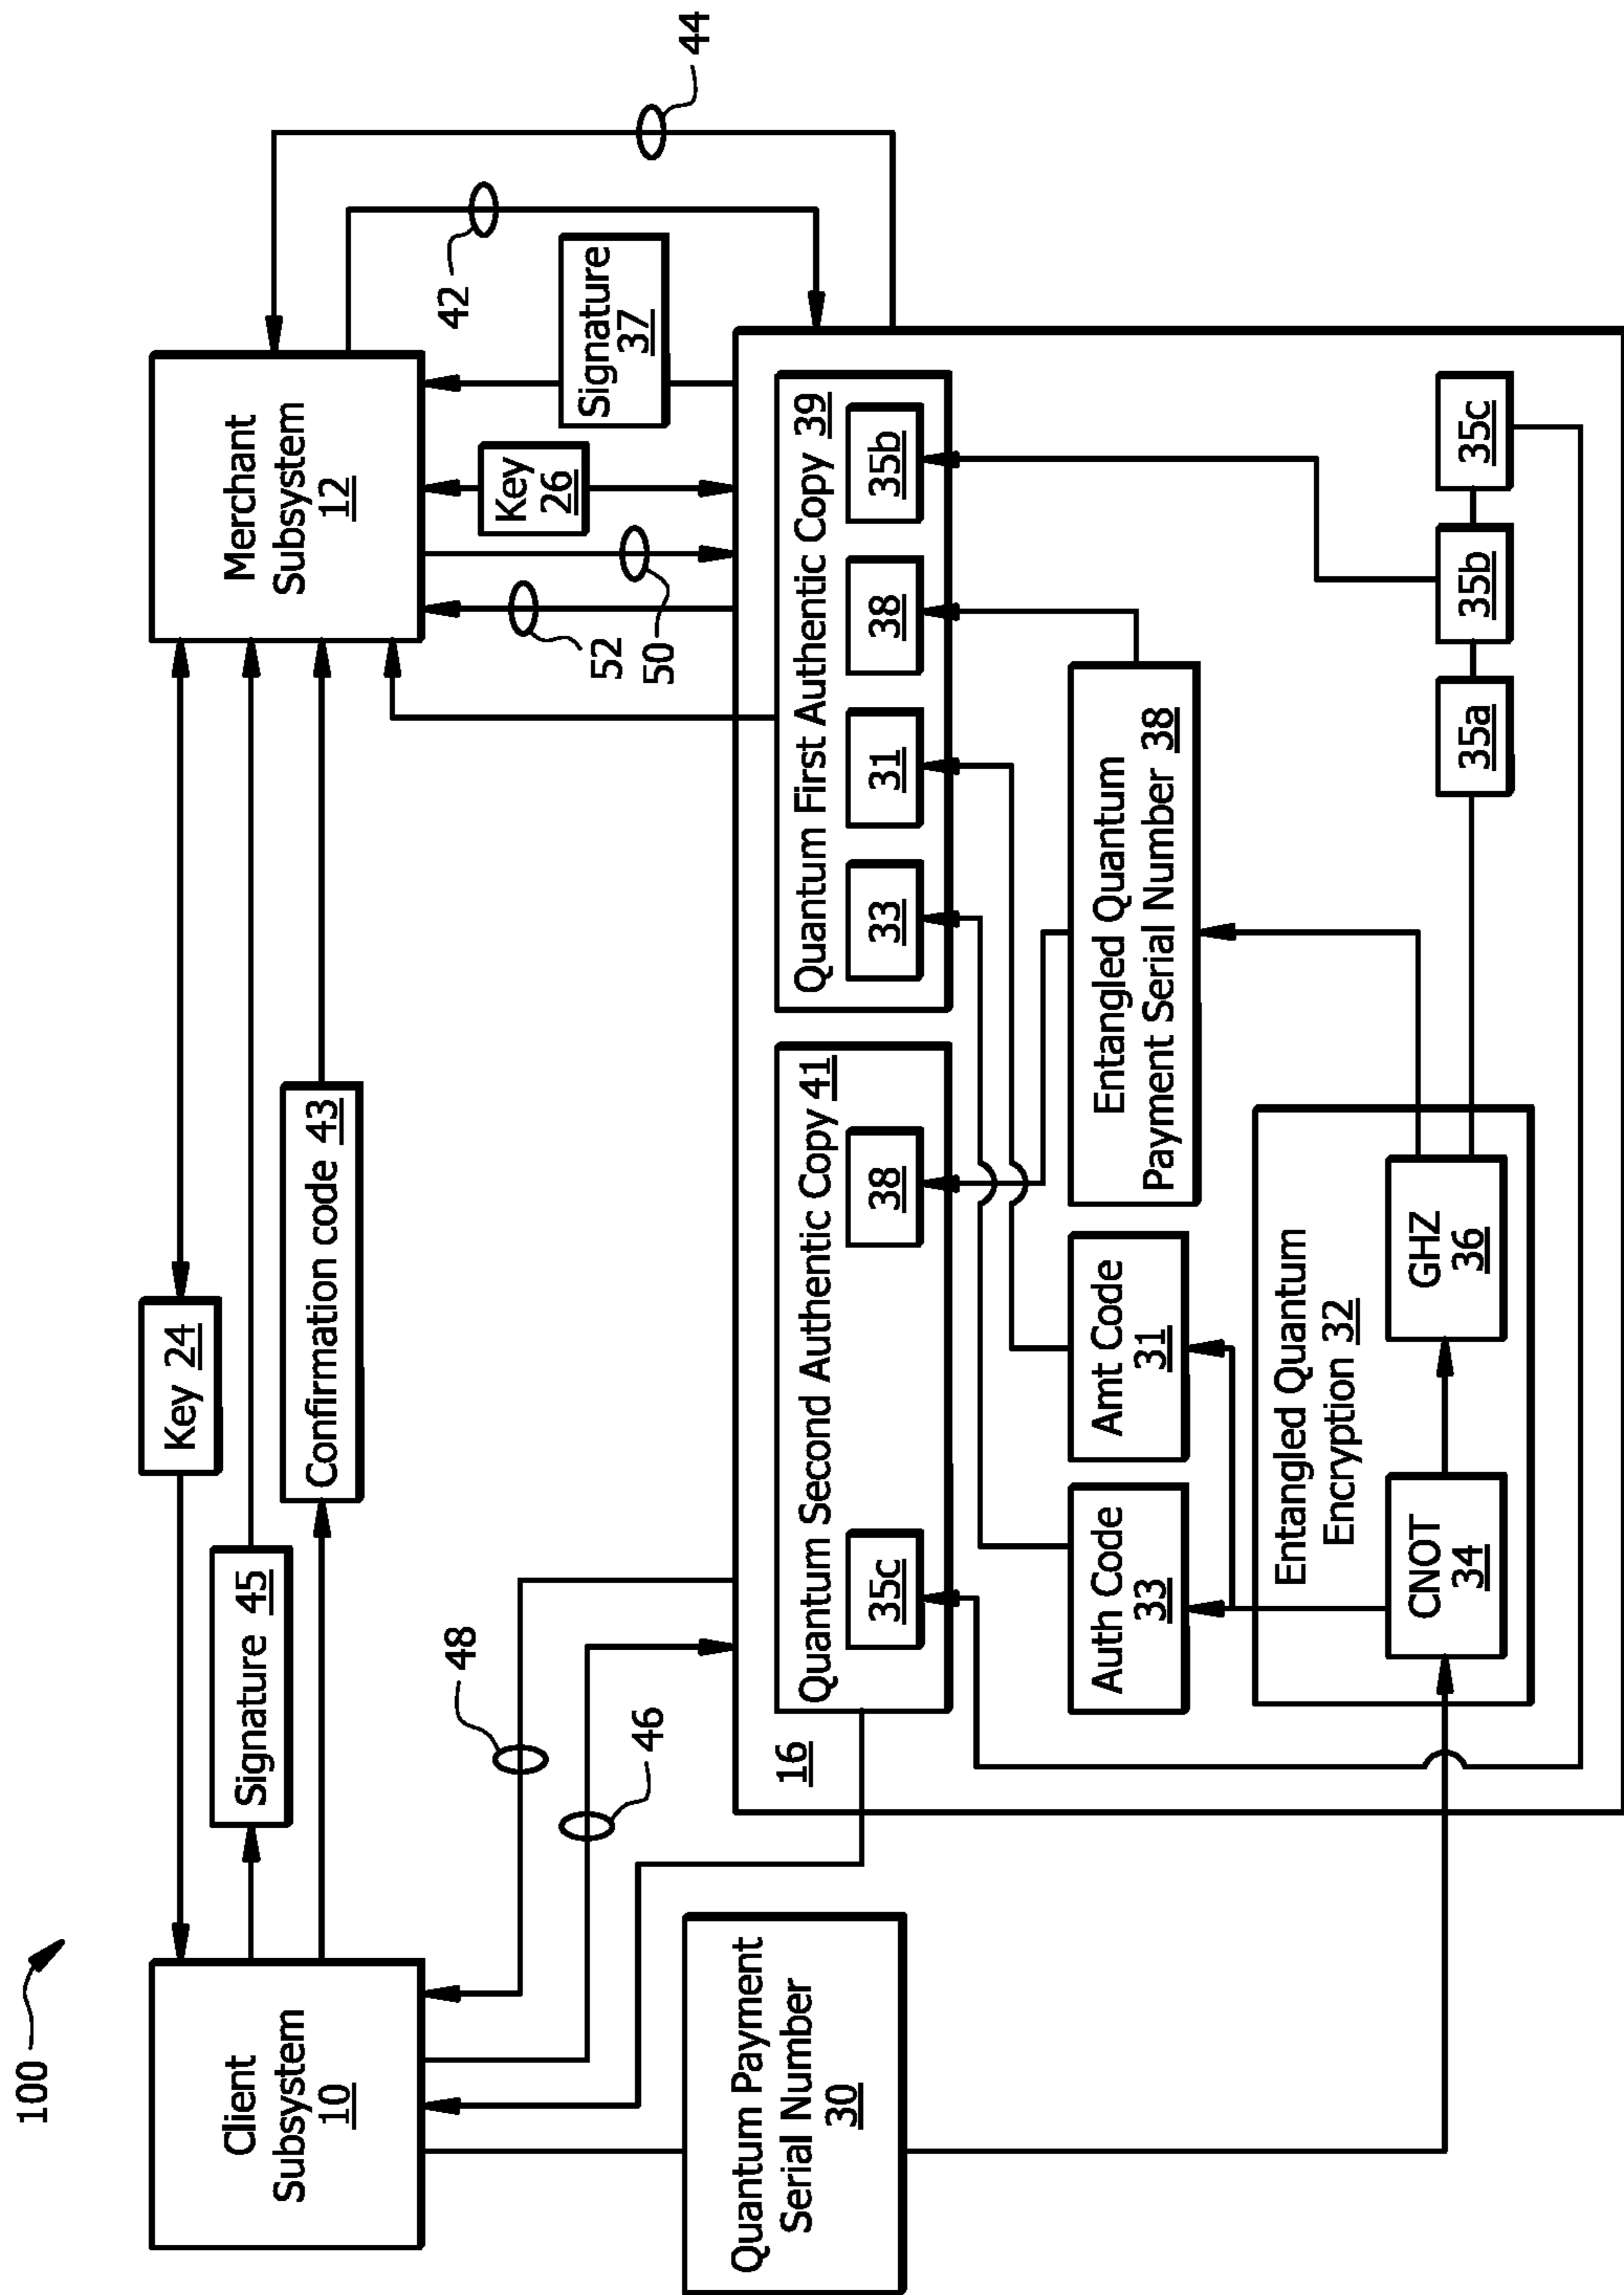 100
Client
Subsystem
10
Key 24
Signature 45
Confirmation code 43
Merchant
Subsystem
12
48
46
52
50
Key
26
Signature
37
42
44
Quantum Payment
Serial Number
30
16
Quantum Second Authentic Copy 41
35c
38
Quantum First Authentic Copy 39
33
31
38
35b
Auth Code
33
Amt Code
31
Entangled Quantum
Payment Serial Number 38
Entangled Quantum
Encryption 32
CNOT
34
GHZ
36
35a
35b
35c